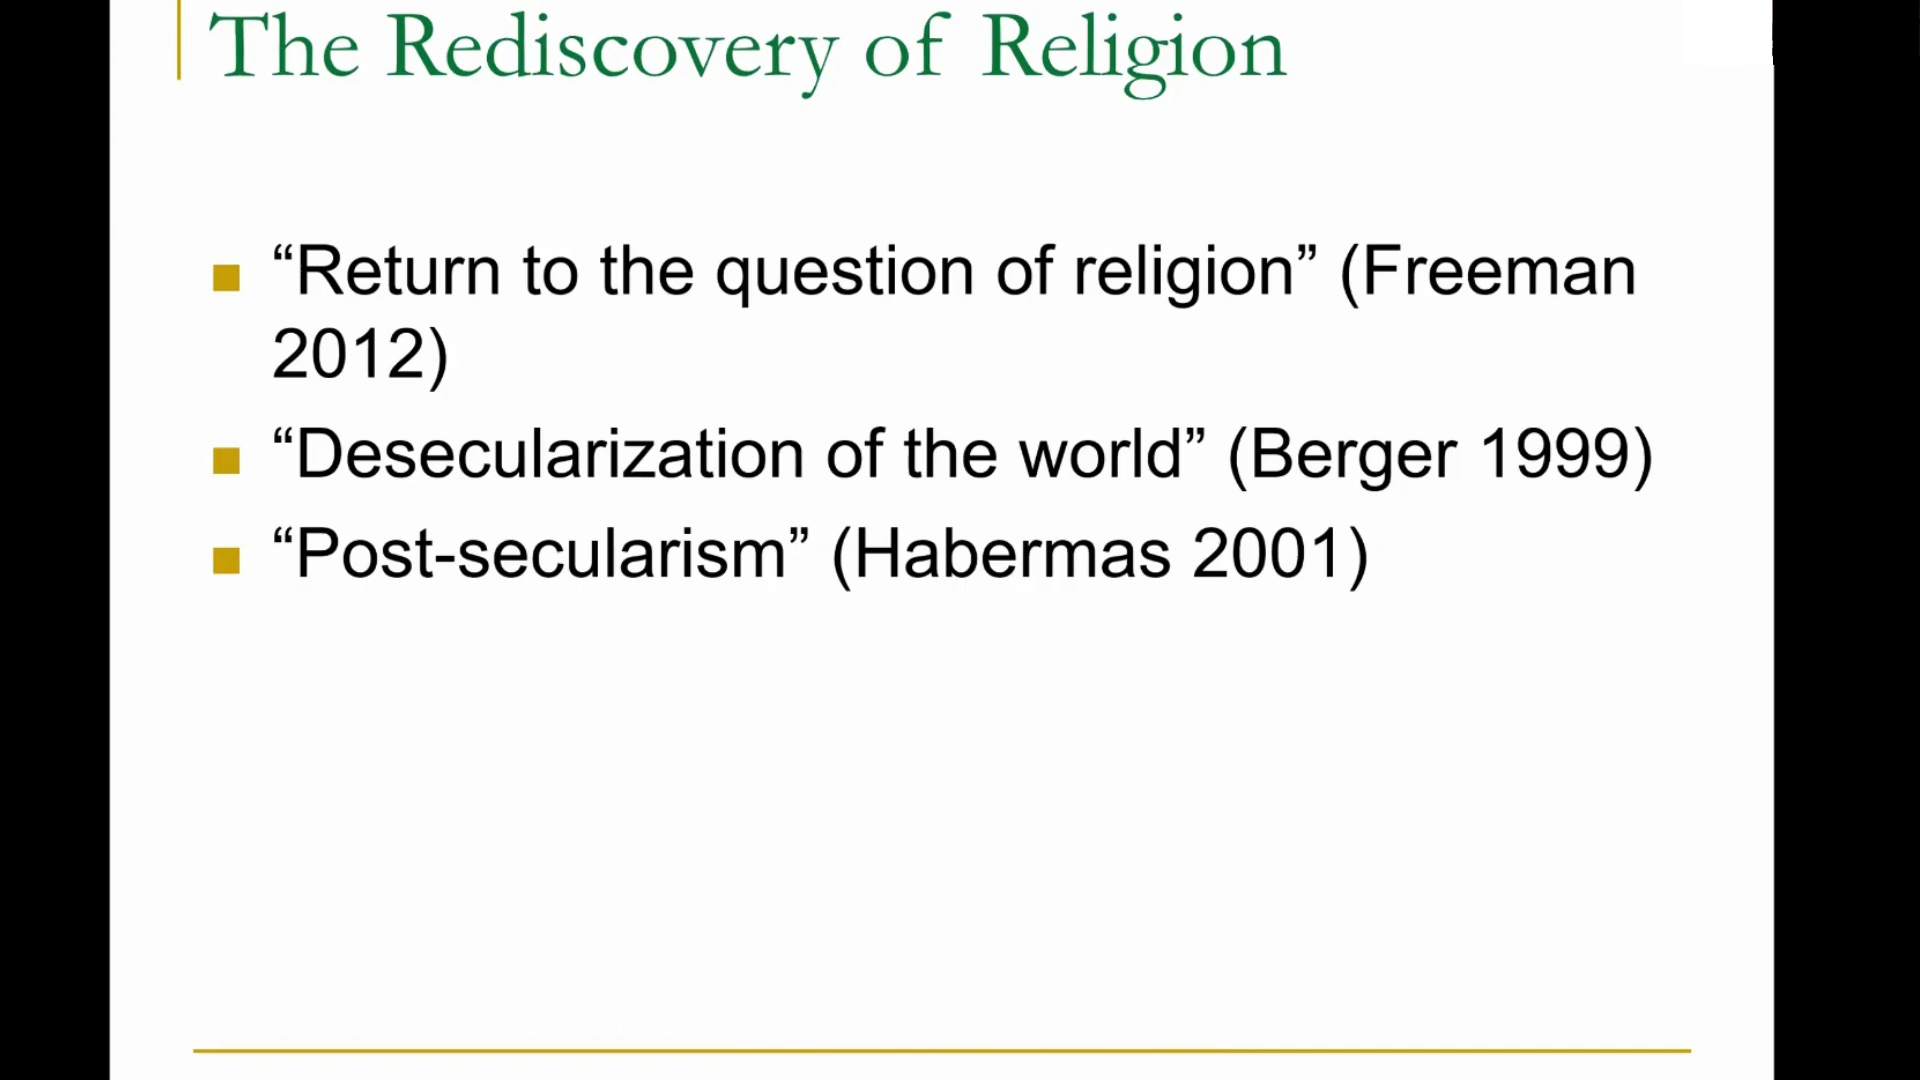 The Rediscovery of Religion
“Return to the question of religion” (Freeman
2012)
“Desecularization of the world” (Berger 1999)
“Post-secularism” (Habermas 2001)